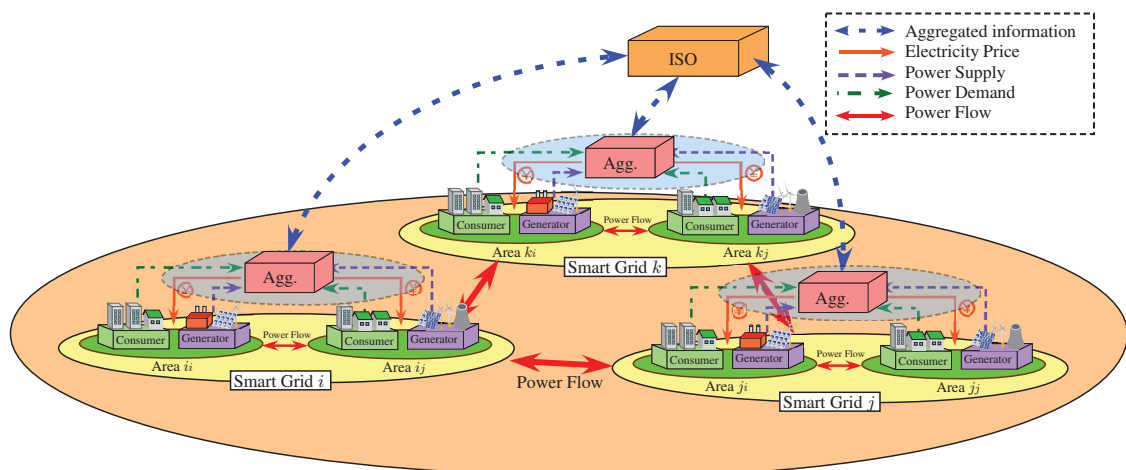 Aggregated information
Electricity Price
Power Supply
Power Demand
Power Flow
ISO
Agg.
¥
¥
Consumer
Generator
Power Flow
Consumer
Generator
Area ki
Area kj
Smart Grid k
Agg.
¥
¥
Consumer
Generator
Power Flow
Consumer
Generator
Area ii
Area ij
Smart Grid i
Agg.
¥
¥
Consumer
Generator
Power Flow
Consumer
Generator
Area ji
Area jj
Smart Grid j
Power Flow